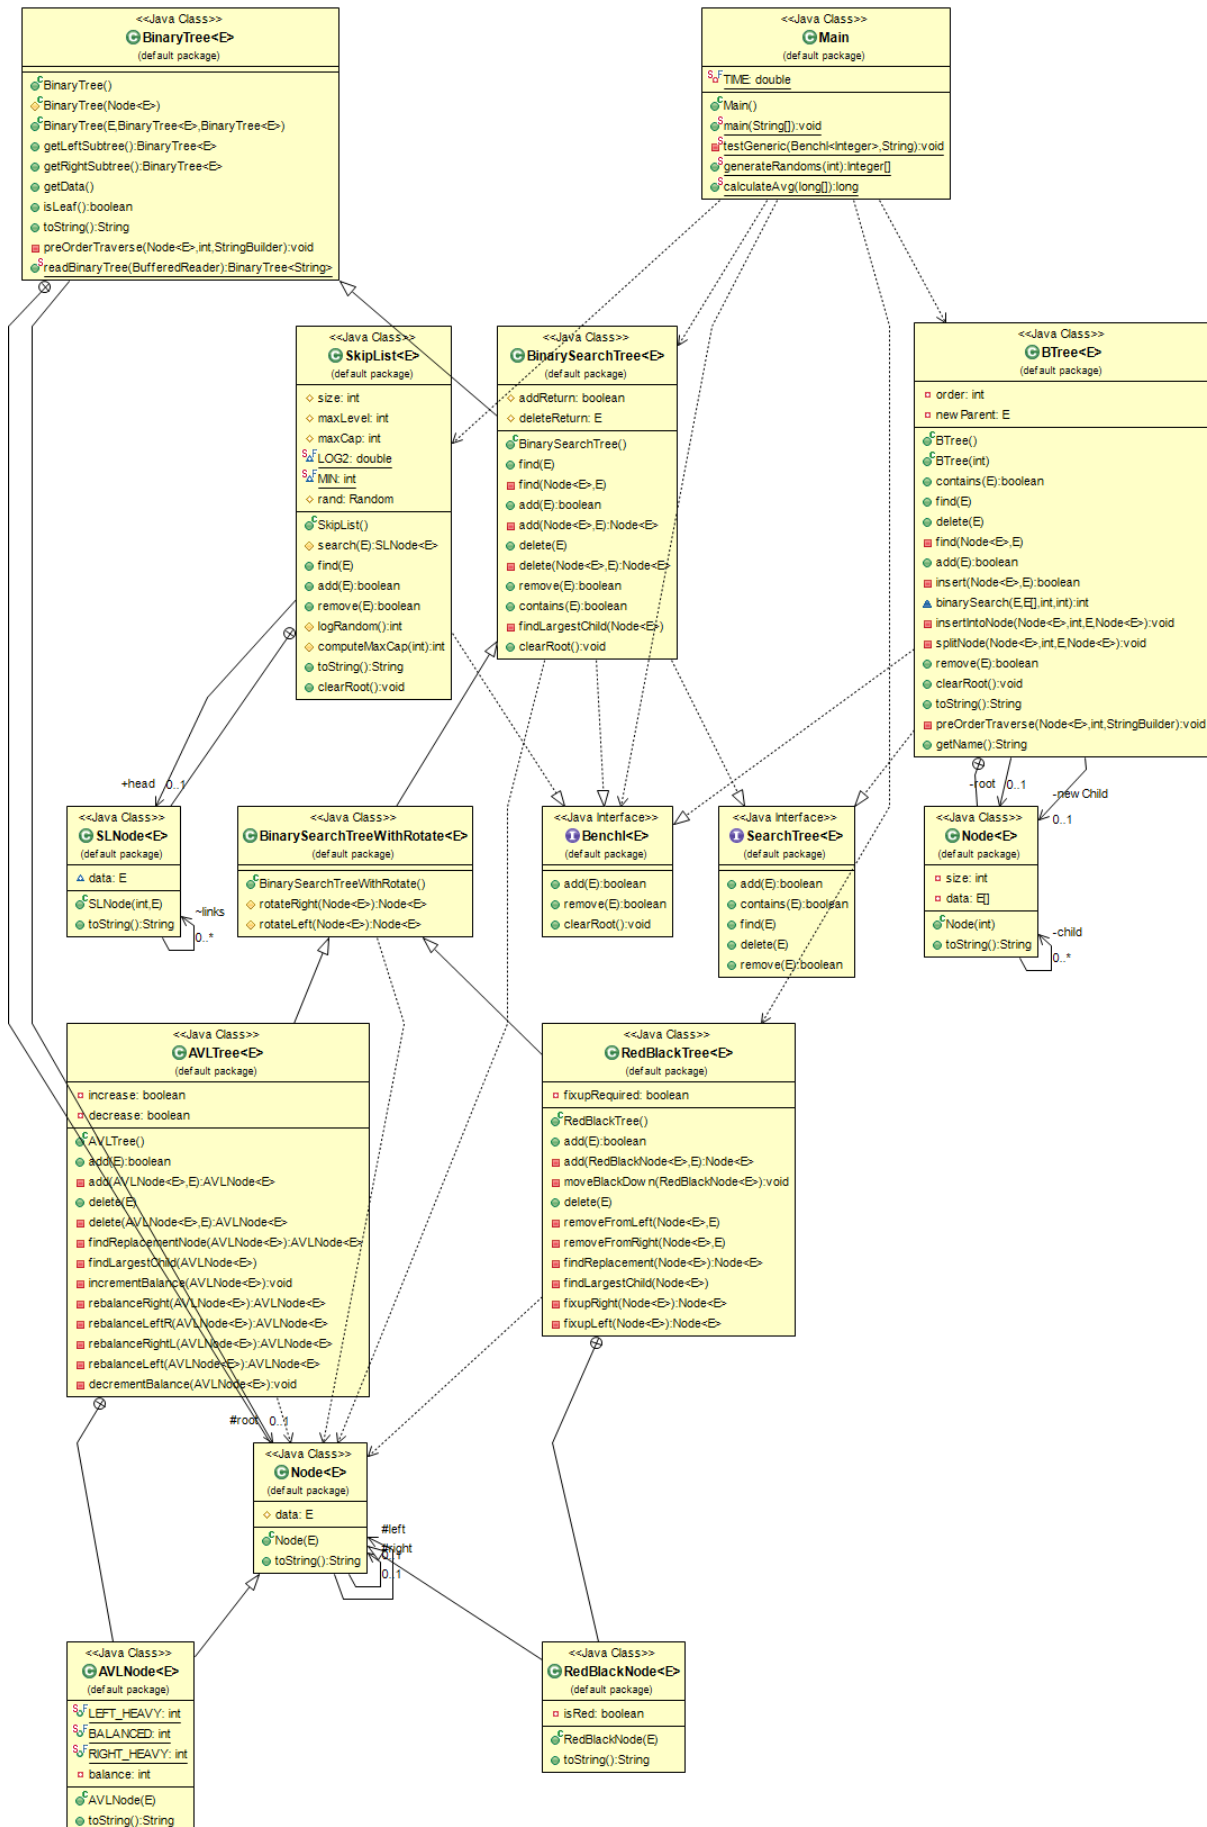 <<Java Class>>
BinaryTree<E>
(default package)
BinaryTree()
BinaryTree(Node<E>)
BinaryTree(E,BinaryTree<E>,BinaryTree<E>)
getLeftSubtree():BinaryTree<E>
getRightSubtree():BinaryTree<E>
getData()
isLeaf():boolean
toString():String
preOrderTraverse(Node<E>,int,StringBuilder):void
readBinaryTree(BufferedReader):BinaryTree<String>
<<Java Class>>
Main
(default package)
TIME: double
Main()
main(String[]):void
testGeneric(BenchI<Integer>,String):void
generateRandoms(int):Integer[]
calculateAvg(long[]):long
<<Java Class>>
SkipList<E>
(default package)
size: int
maxLevel: int
maxCap: int
LOG2: double
MIN: int
rand: Random
SkipList()
search(E):SLNode<E>
find(E)
add(E):boolean
remove(E):boolean
logRandom():int
computeMaxCap(int):int
toString():String
clearRoot():void
<<Java Class>>
BinarySearchTree<E>
(default package)
addReturn: boolean
deleteReturn: E
BinarySearchTree()
find(E)
find(Node<E>,E)
add(E):boolean
add(Node<E>,E):Node<E>
delete(E)
delete(Node<E>,E):Node<E>
remove(E):boolean
contains(E):boolean
findLargestChild(Node<E>)
clearRoot():void
<<Java Class>>
BTree<E>
(default package)
order: int
newParent: E
BTree()
BTree(int)
contains(E):boolean
find(E)
delete(E)
find(Node<E>,E)
add(E):boolean
insert(Node<E>,E):boolean
binarySearch(E,E[],int,int):int
insertIntoNode(Node<E>,int,E,Node<E>):void
splitNode(Node<E>,int,E,Node<E>):void
remove(E):boolean
clearRoot():void
toString():String
preOrderTraverse(Node<E>,int,StringBuilder):void
getName():String
+head 0..1
-root 0..1
-newChild
0..1
<<Java Class>>
SLNode<E>
(default package)
data: E
SLNode(int,E)
toString():String
~links
0..*
<<Java Class>>
BinarySearchTreeWithRotate<E>
(default package)
BinarySearchTreeWithRotate()
rotateRight(Node<E>):Node<E>
rotateLeft(Node<E>):Node<E>
<<Java Interface>>
BenchI<E>
(default package)
add(E):boolean
remove(E):boolean
clearRoot():void
<<Java Interface>>
SearchTree<E>
(default package)
add(E):boolean
contains(E):boolean
find(E)
delete(E)
remove(E):boolean
<<Java Class>>
Node<E>
(default package)
size: int
data: E[]
Node(int)
toString():String
-child
0..*
<<Java Class>>
AVLTree<E>
(default package)
increase: boolean
decrease: boolean
AVLTree()
add(E):boolean
add(AVLNode<E>,E):AVLNode<E>
delete(E)
delete(AVLNode<E>,E):AVLNode<E>
findReplacementNode(AVLNode<E>):AVLNode<E>
findLargestChild(AVLNode<E>)
incrementBalance(AVLNode<E>):void
rebalanceRight(AVLNode<E>):AVLNode<E>
rebalanceLeftR(AVLNode<E>):AVLNode<E>
rebalanceRightL(AVLNode<E>):AVLNode<E>
rebalanceLeft(AVLNode<E>):AVLNode<E>
decrementBalance(AVLNode<E>):void
<<Java Class>>
RedBlackTree<E>
(default package)
fixupRequired: boolean
RedBlackTree()
add(E):boolean
add(RedBlackNode<E>,E):Node<E>
moveBlackDown(RedBlackNode<E>):void
delete(E)
removeFromLeft(Node<E>,E)
removeFromRight(Node<E>,E)
findReplacement(Node<E>):Node<E>
findLargestChild(Node<E>)
fixupRight(Node<E>):Node<E>
fixupLeft(Node<E>):Node<E>
#root 0..1
<<Java Class>>
Node<E>
(default package)
data: E
Node(E)
toString():String
#left
#right
0..1
0..1
<<Java Class>>
AVLNode<E>
(default package)
LEFT_HEAVY: int
BALANCED: int
RIGHT_HEAVY: int
balance: int
AVLNode(E)
toString():String
<<Java Class>>
RedBlackNode<E>
(default package)
isRed: boolean
RedBlackNode(E)
toString():String